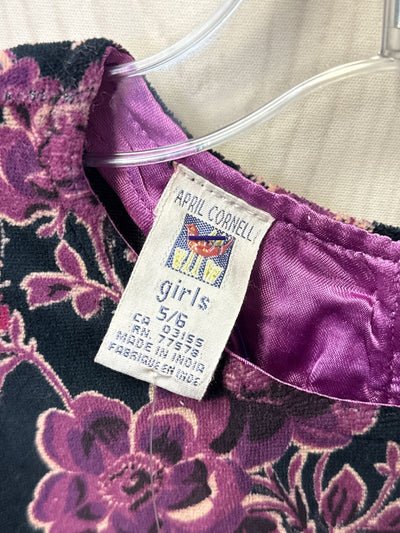 APRIL CORNELL
girls
5/6
CA 03155
RN. 77578
MADE IN INDIA
FABRIQUE EN INDE